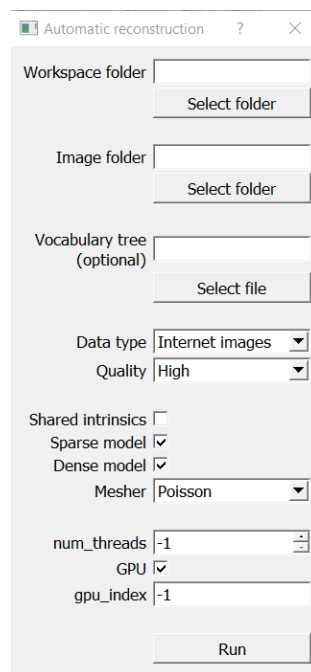 Automatic reconstruction ?
Workspace folder
Select folder
Image folder
Select folder
Vocabulary tree
(optional)
Select file
Data type Internet images
Quality High
Shared intrinsics
Sparse model
Dense model
Mesher Poisson
num_threads -1
GPU
gpu_index -1
Run